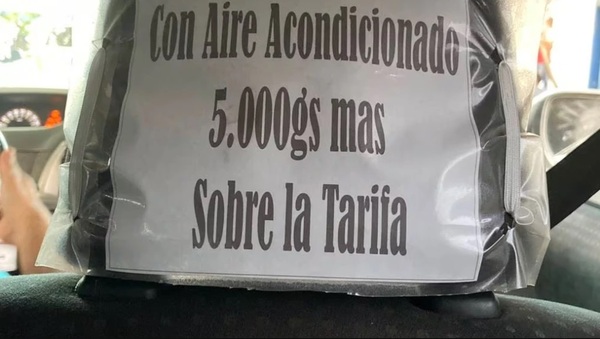 Con Aire Acondicionado
5.000gs mas
Sobre la Tarifa